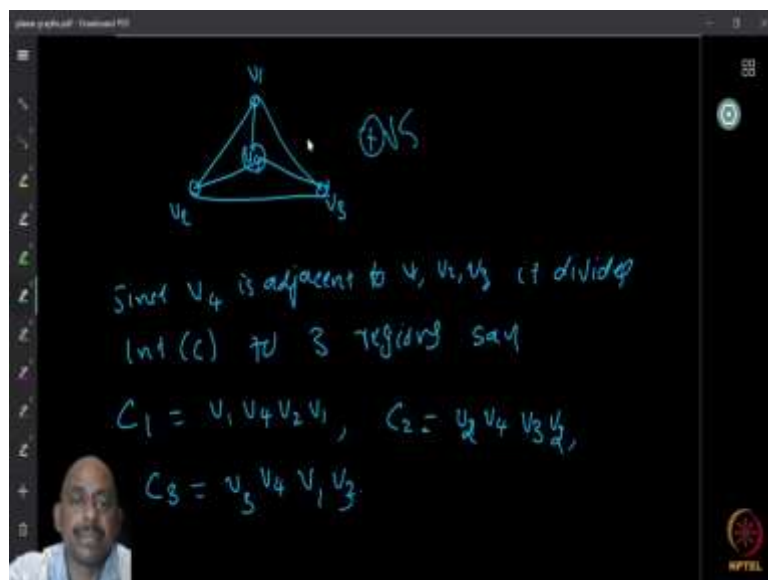 V1
V4
+ V5
V2
V3
Since V4 is adjacent to V1, V2, V3 it divides
Int (C) to 3 regions say
C1 = V1 V4 V2 V1, C2 = V2 V4 V3 V2,
C3 = V3 V4 V1 V3.
NPTEL